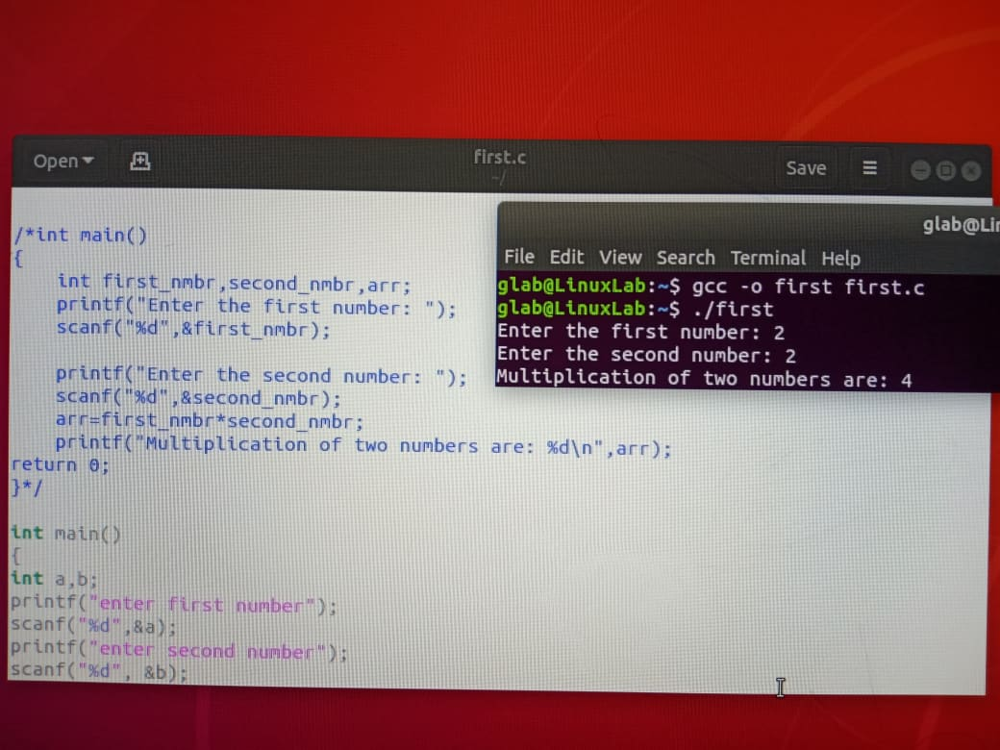 Open
first.c
~/
Save
/*int main()
{
int first_nmbr,second_nmbr,arr;
printf("Enter the first number: ");
scanf("%d",&first_nmbr);
printf("Enter the second number: ");
scanf("%d",&second_nmbr);
arr=first_nmbr*second_nmbr;
printf("Multiplication of two numbers are: %d\n",arr);
return 0;
}*/
int main()
{
int a,b;
printf("enter first number");
scanf("%d",&a);
printf("enter second number");
scanf("%d", &b);
glab@Lin
File Edit View Search Terminal Help
glab@LinuxLab:~$ gcc -o first first.c
glab@LinuxLab:~$ ./first
Enter the first number: 2
Enter the second number: 2
Multiplication of two numbers are: 4